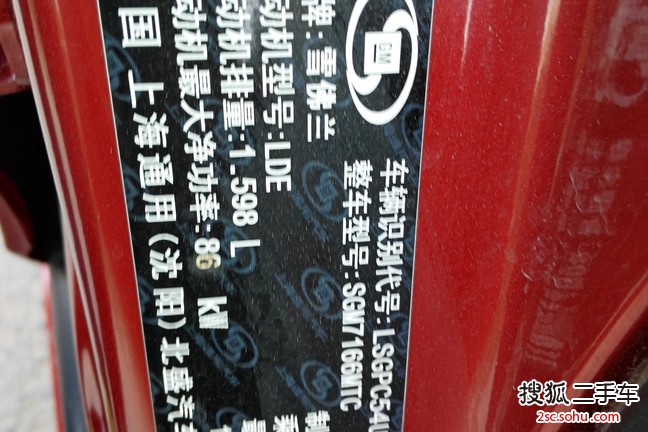 GM
牌:雪佛兰
车辆识别代号:LSGPC54U
整车型号:SGM7166MTC
动机型号:LDE
动机排量:1.598 L
动机最大净功率:86 kW
国 上海通用(沈阳)北盛汽
搜狐二手车
2sc.sohu.com